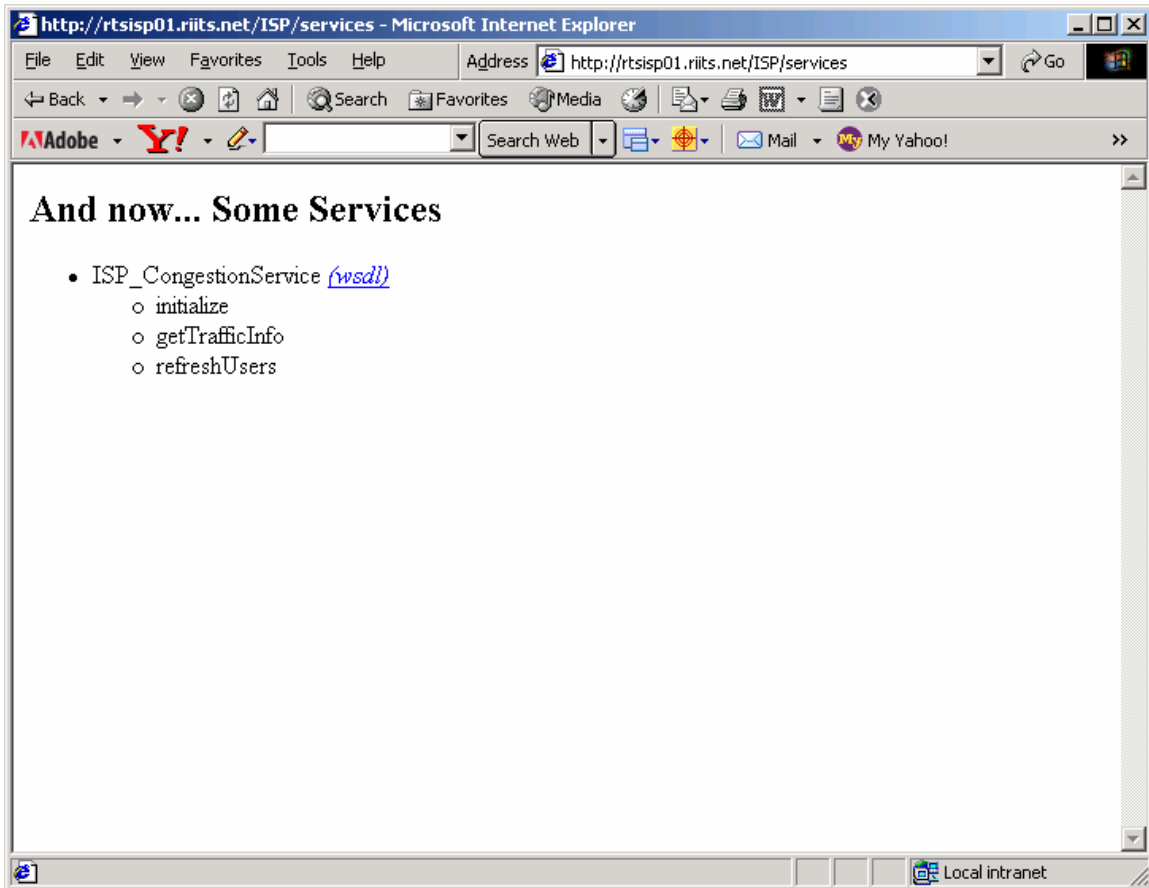 http://rtsisp01.riits.net/ISP/services - Microsoft Internet Explorer
File Edit View Favorites Tools Help Address http://rtsisp01.riits.net/ISP/services Go
Back Search Favorites Media
Adobe Y! Search Web Mail My My Yahoo! »
And now... Some Services
• ISP_CongestionService (wsdl)
o initialize
o getTrafficInfo
o refreshUsers
Local intranet